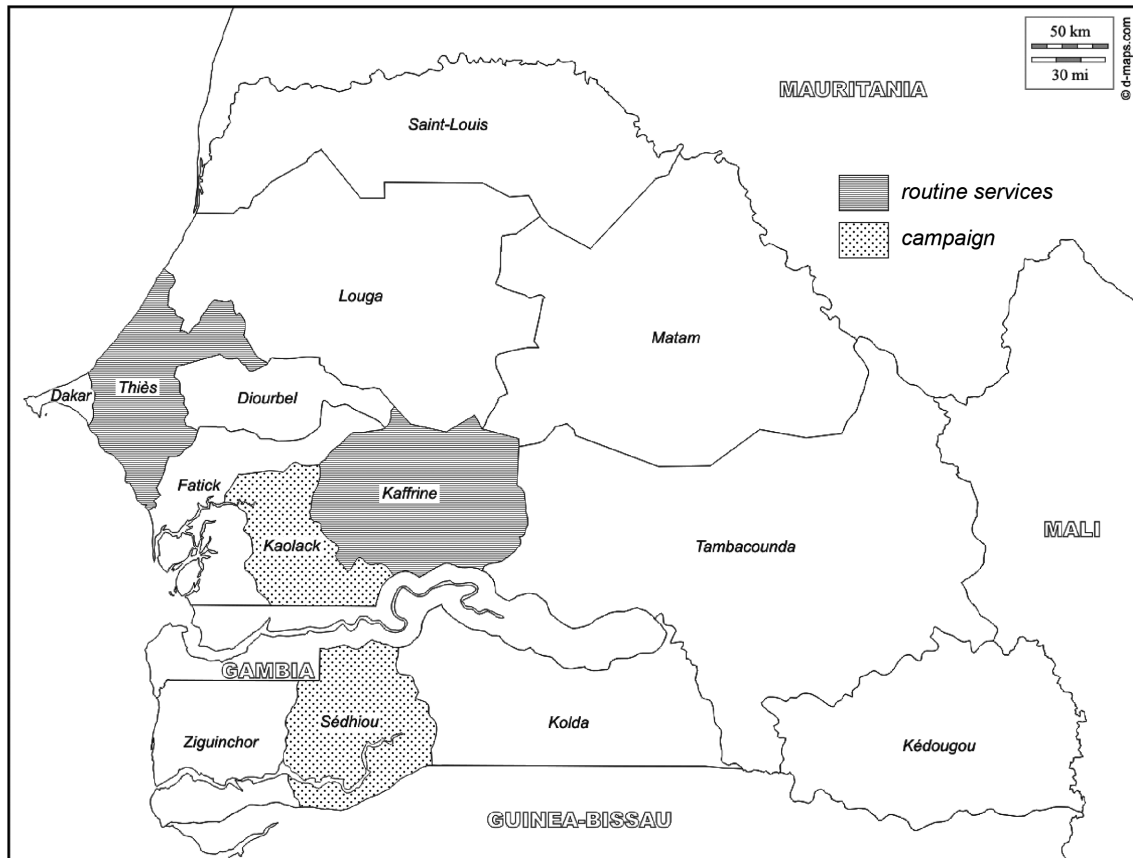 50 km
30 mi
© d-maps.com
MAURITANIA
Saint-Louis
routine services
campaign
Louga
Matam
Dakar
Thiès
Diourbel
Fatick
Kaffrine
Kaolack
Tambacounda
MALI
GAMBIA
Sédhiou
Kolda
Ziguinchor
Kédougou
GUINEA-BISSAU